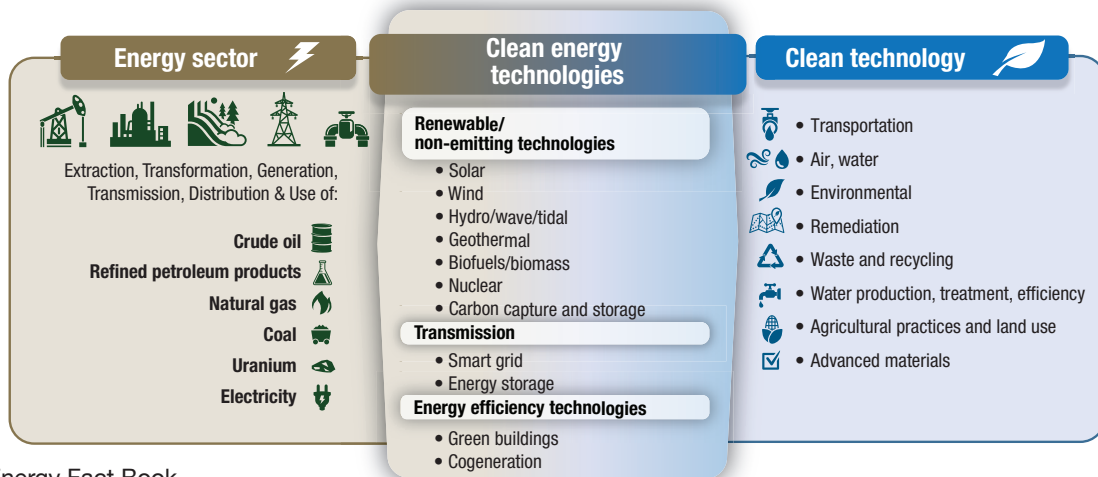 Energy sector
Extraction, Transformation, Generation,
Transmission, Distribution & Use of:
Crude oil
Refined petroleum products
Natural gas
Coal
Uranium
Electricity
Clean energy
technologies
Renewable/
non-emitting technologies
• Solar
• Wind
• Hydro/wave/tidal
• Geothermal
• Biofuels/biomass
• Nuclear
• Carbon capture and storage
Transmission
• Smart grid
• Energy storage
Energy efficiency technologies
• Green buildings
• Cogeneration
Clean technology
• Transportation
• Air, water
• Environmental
• Remediation
• Waste and recycling
• Water production, treatment, efficiency
• Agricultural practices and land use
• Advanced materials
Energy Fact Book